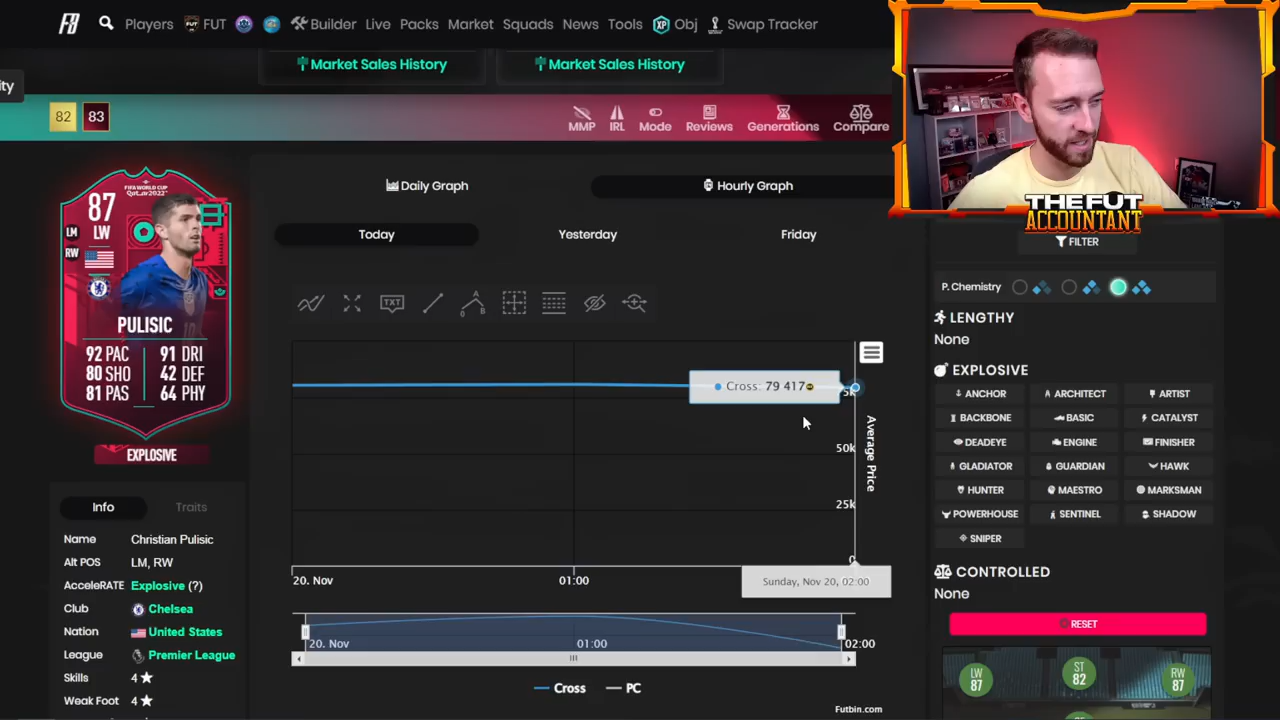 Players
FUT
Builder
Live
Packs
Market
Squads
News
Tools
XP
Obj
Swap Tracker
Market Sales History
Market Sales History
ity
82
83
MMP
IRL
Mode
Reviews
Generations
Compare
THE FUT
ACCOUNTANT
FIFA WORLD CUP
Qatar2022
87
LW
LM
RW
PULISIC
92 PAC
91 DRI
80 SHO
42 DEF
81 PAS
64 PHY
EXPLOSIVE
Info
Traits
Name Christian Pulisic
Alt POS LM, RW
AcceleRATE Explosive (?)
Club Chelsea
Nation United States
League Premier League
Skills 4
Weak Foot 4
Daily Graph
Hourly Graph
Today
Yesterday
Friday
TXT
Cross: 79 417
50k
25k
0
Average Price
20. Nov
01:00
Sunday, Nov 20, 02:00
20. Nov
01:00
02:00
Cross
PC
Futbin.com
FILTER
P. Chemistry
LENGTHY
None
EXPLOSIVE
ANCHOR
ARCHITECT
ARTIST
BACKBONE
BASIC
CATALYST
DEADEYE
ENGINE
FINISHER
GLADIATOR
GUARDIAN
HAWK
HUNTER
MAESTRO
MARKSMAN
POWERHOUSE
SENTINEL
SHADOW
SNIPER
CONTROLLED
None
RESET
LW
87
ST
82
RW
87